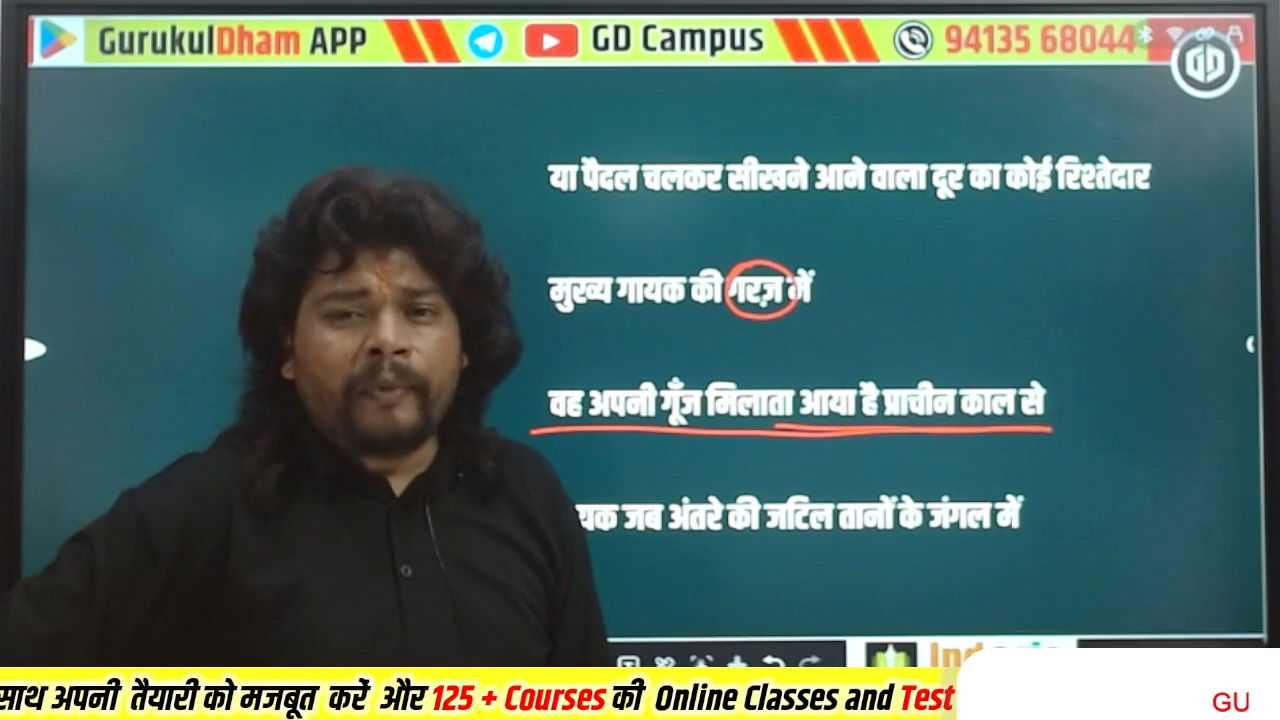 GurukulDham APP GD Campus 94135 68044
GD
या पैदल चलकर सीखने आने वाला दूर का कोई रिश्तेदार
मुख्य गायक की गरज़ में
वह अपनी गूँज मिलाता आया है प्राचीन काल से
जब अंतरे की जटिल तानों के जंगल में
साथ अपनी तैयारी को मजबूत करें और 125 + Courses की Online Classes and Test
GU